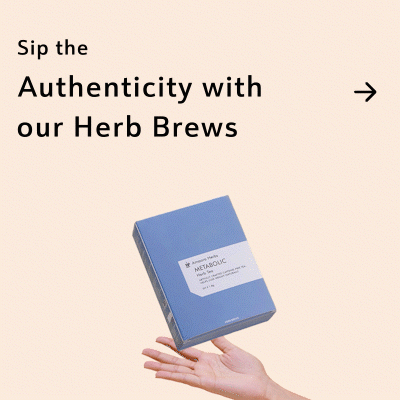 Sip the
Authenticity with
our Herb Brews
METABOLIC
Herb Tea